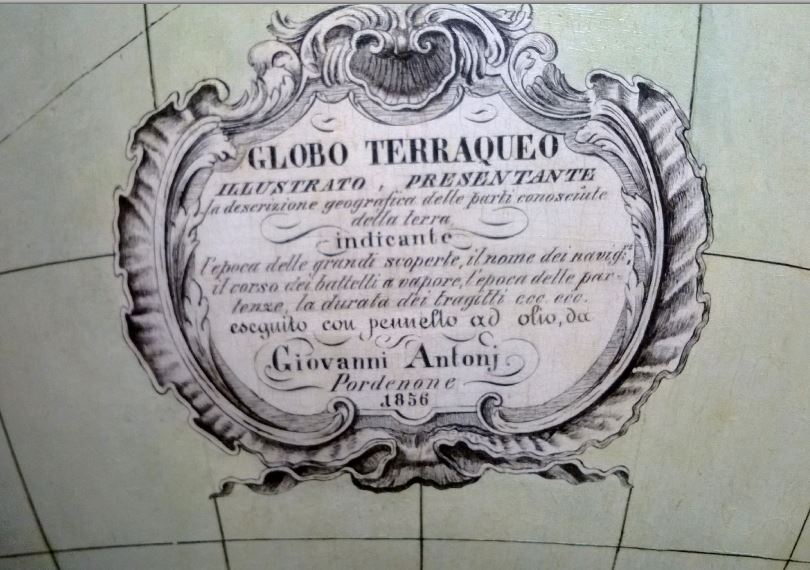 GLOBO TERRAQUEO
ILLUSTRATO, PRESENTANTE
la descrizione geografica delle parti conosciute
della terra
indicante
l'epoca delle grandi scoperte, il nome dei navigri,
il corso dei battelli a vapore, l'epoca delle par-
tenze, la durata dei tragitti ecc. ecc.
eseguito con pennello ad olio, da
Giovanni Antonj
Pordenone
1856